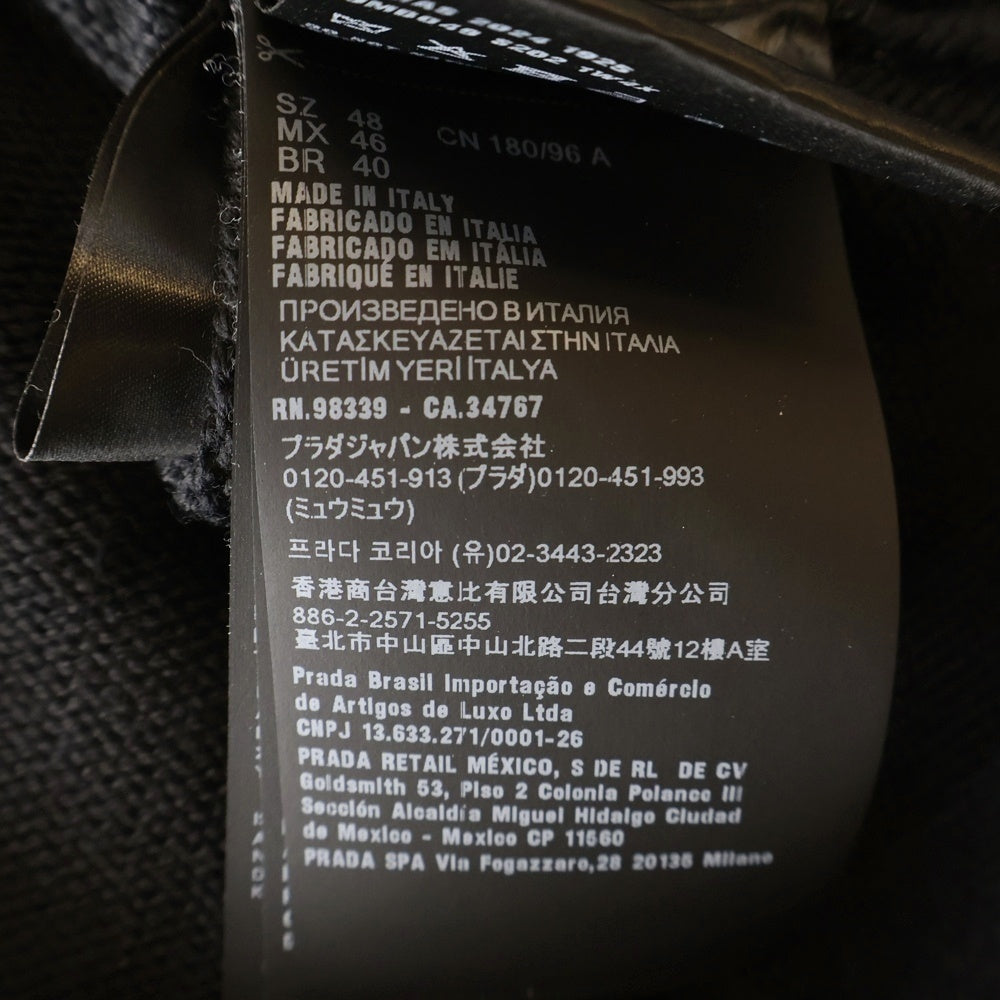 2024 1625
S202
SZ 48
MX 46
BR 40
CN 180/96 A
MADE IN ITALY
FABRICADO EN ITALIA
FABRICADO EM ITÁLIA
FABRIQUÉ EN ITALIE
ПРОИЗВЕДЕНО В ИТАЛИЯ
ΚΑΤΑΣΚΕΥΑΖΕΤΑΙ ΣΤΗΝ ΙΤΑΛΙΑ
ÜRETİM YERİ İTALYA
RN.98339 - CA.34767
プラダジャパン株式会社
0120-451-913 (プラダ)0120-451-993
(ミュウミュウ)
프라다 코리아 (유)02-3443-2323
香港商台灣意比有限公司台灣分公司
886-2-2571-5255
臺北市中山區中山北路二段44號12樓A室
Prada Brasil Importação e Comércio
de Artigos de Luxo Ltda
CNPJ 13.633.271/0001-26
PRADA RETAIL MÉXICO, S DE RL DE CV
Goldsmith 53, Piso 2 Colonia Polanco III
Sección Alcaldía Miguel Hidalgo Ciudad
de Mexico - Mexico CP 11560
PRADA SPA Via Fogazzaro,28 20135 Milano